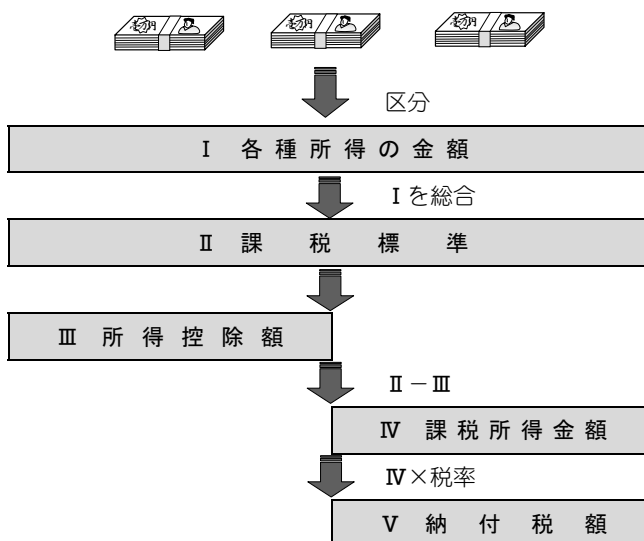 区分
Ⅰ 各種所得の金額
Ⅰを総合
Ⅱ 課税標準
Ⅲ 所得控除額
Ⅱ－Ⅲ
Ⅳ 課税所得金額
Ⅳ×税率
Ⅴ 納付税額